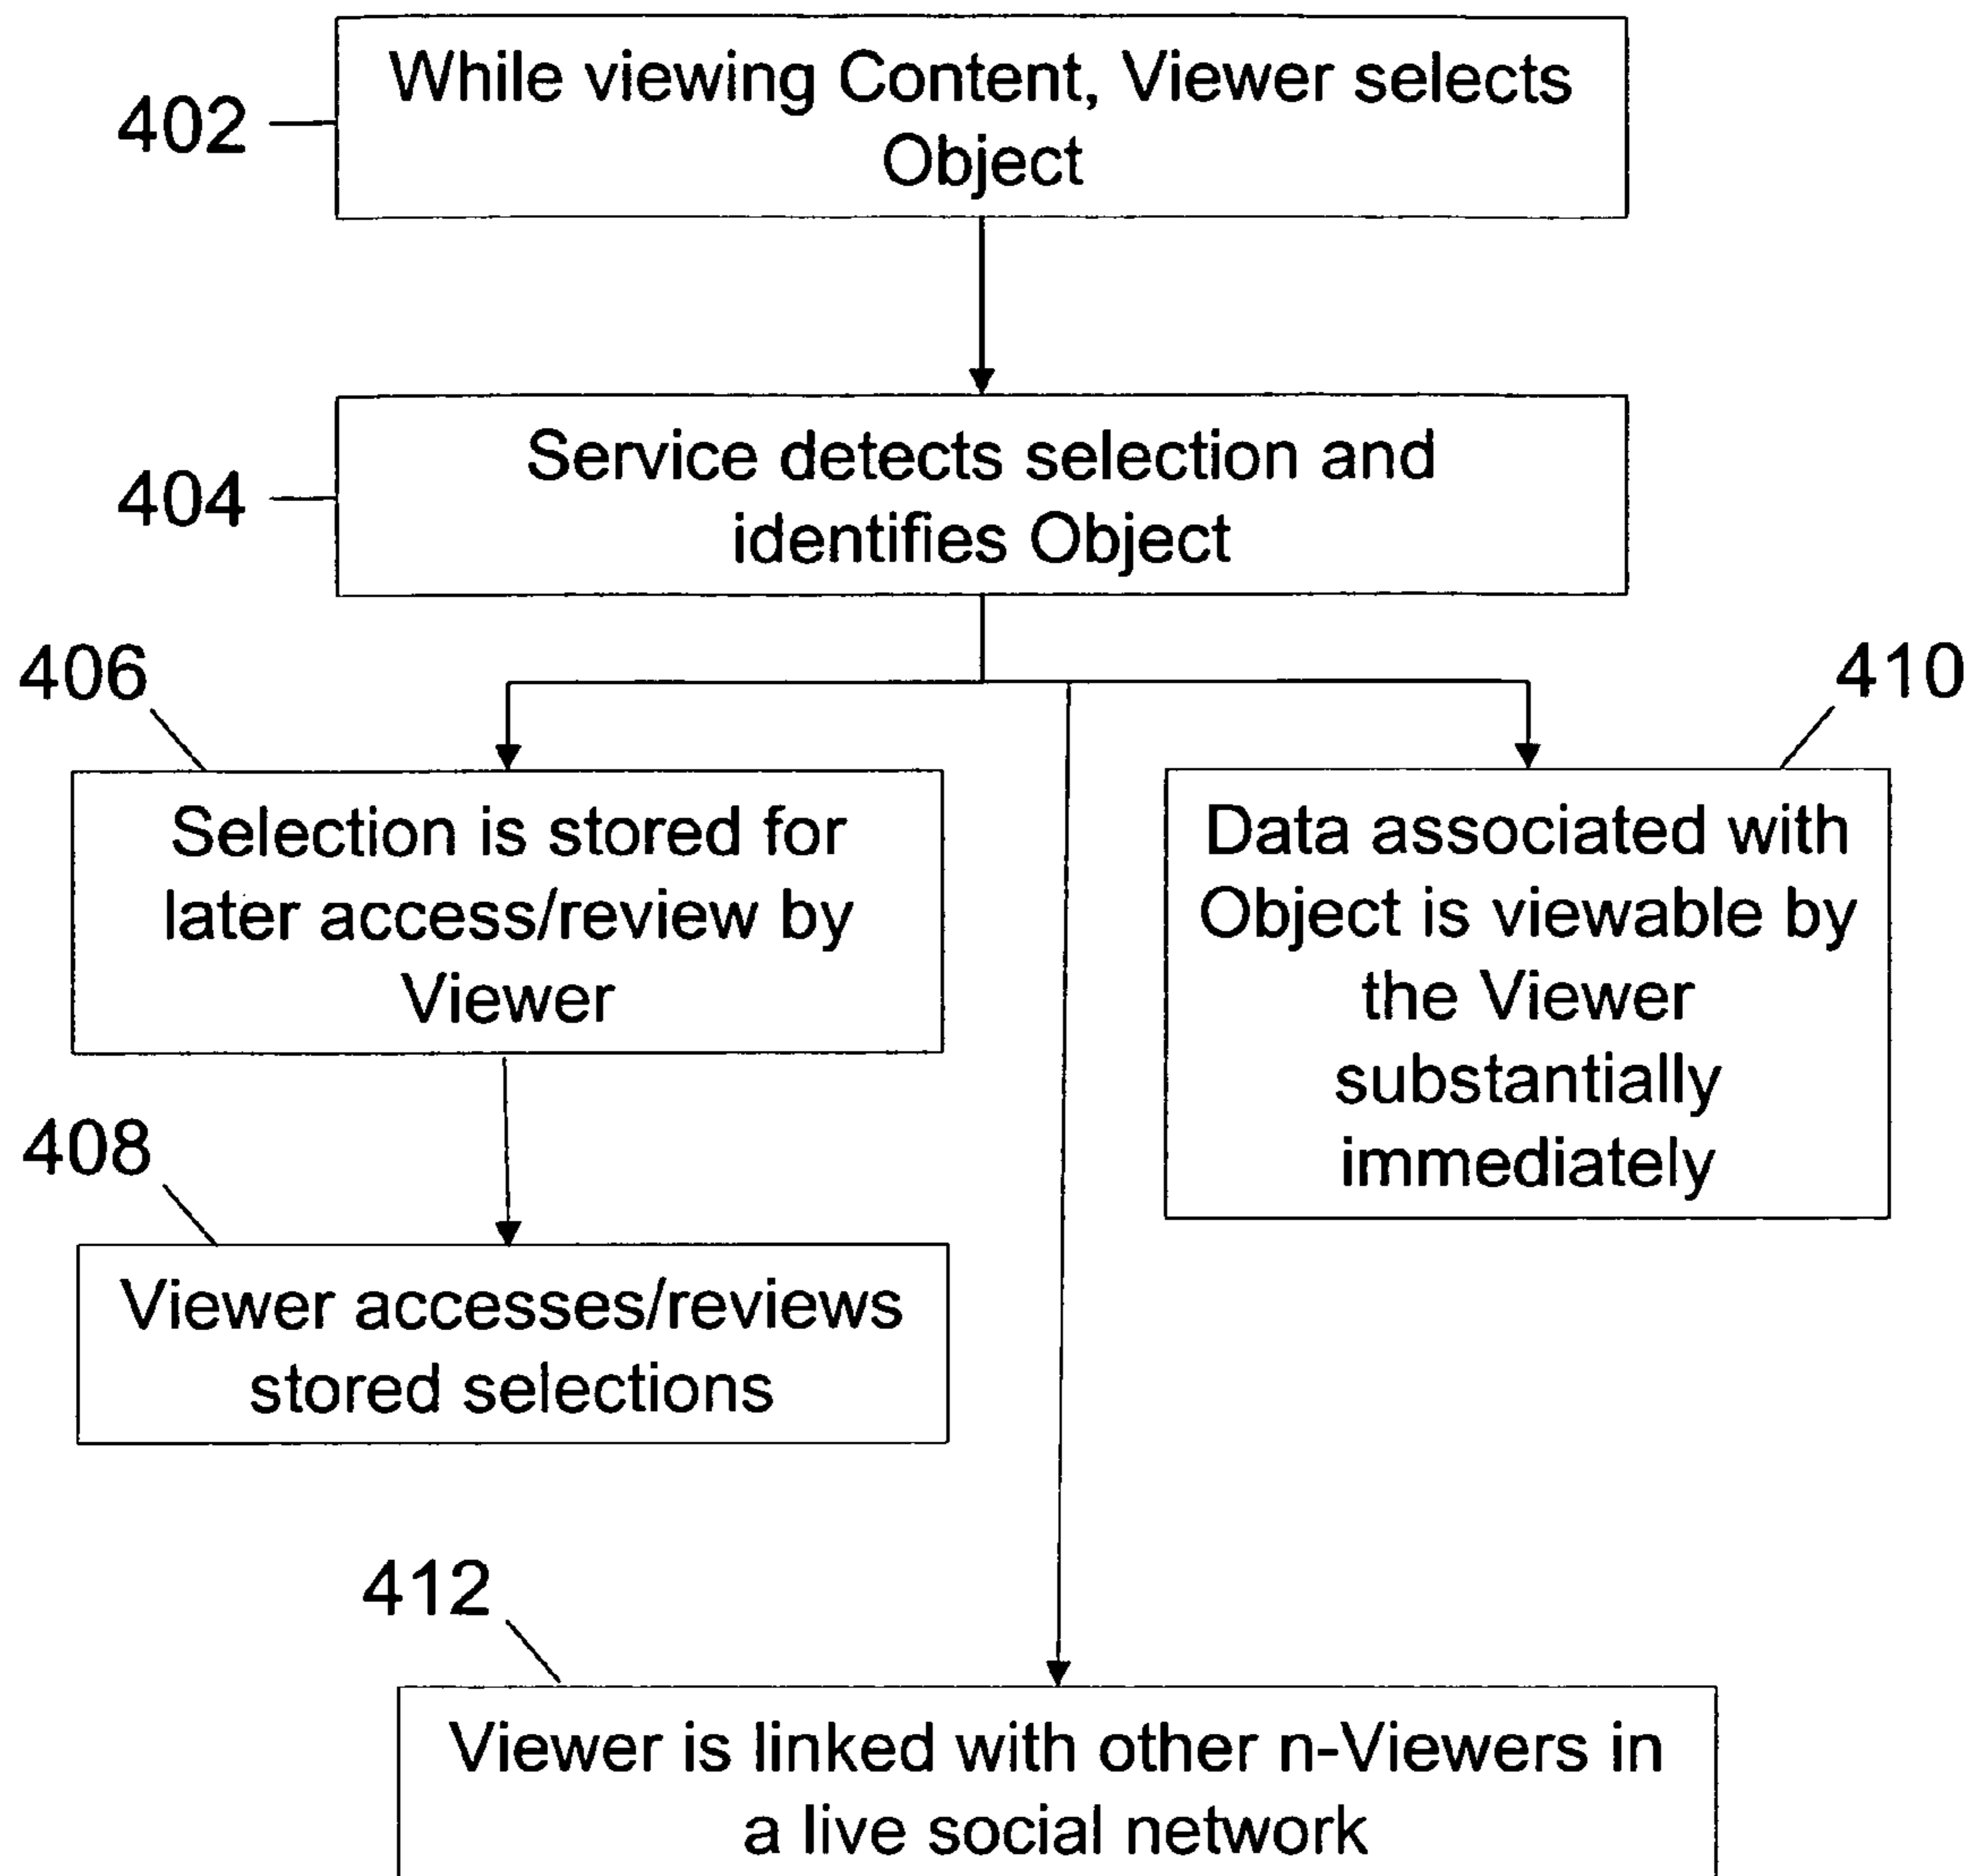 402
While viewing Content, Viewer selects
Object
404
Service detects selection and
identifies Object
406
410
Selection is stored for
later access/review by
Viewer
Data associated with
Object is viewable by
the Viewer
substantially
immediately
408
Viewer accesses/reviews
stored selections
412
Viewer is linked with other n-Viewers in
a live social network